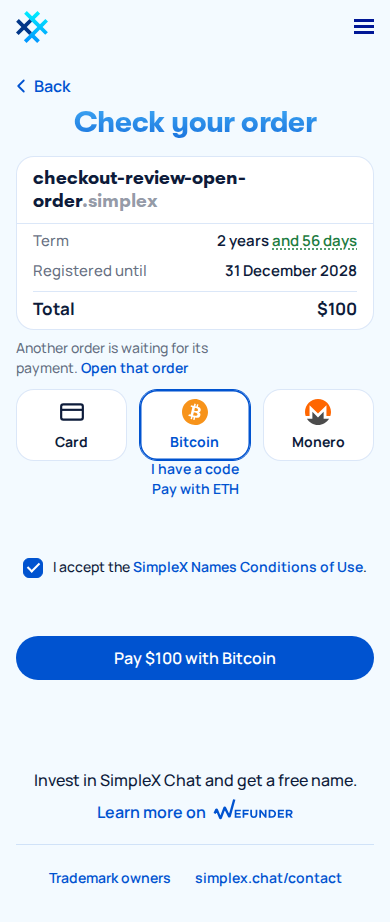 Back
Check your order
checkout-review-open-
order.simplex
Term 2 years and 56 days
Registered until 31 December 2028
Total $100
Another order is waiting for its
payment. Open that order
Card Bitcoin Monero
I have a code
Pay with ETH
I accept the SimpleX Names Conditions of Use.
Pay $100 with Bitcoin
Invest in SimpleX Chat and get a free name.
Learn more on WEFUNDER
Trademark owners simplex.chat/contact